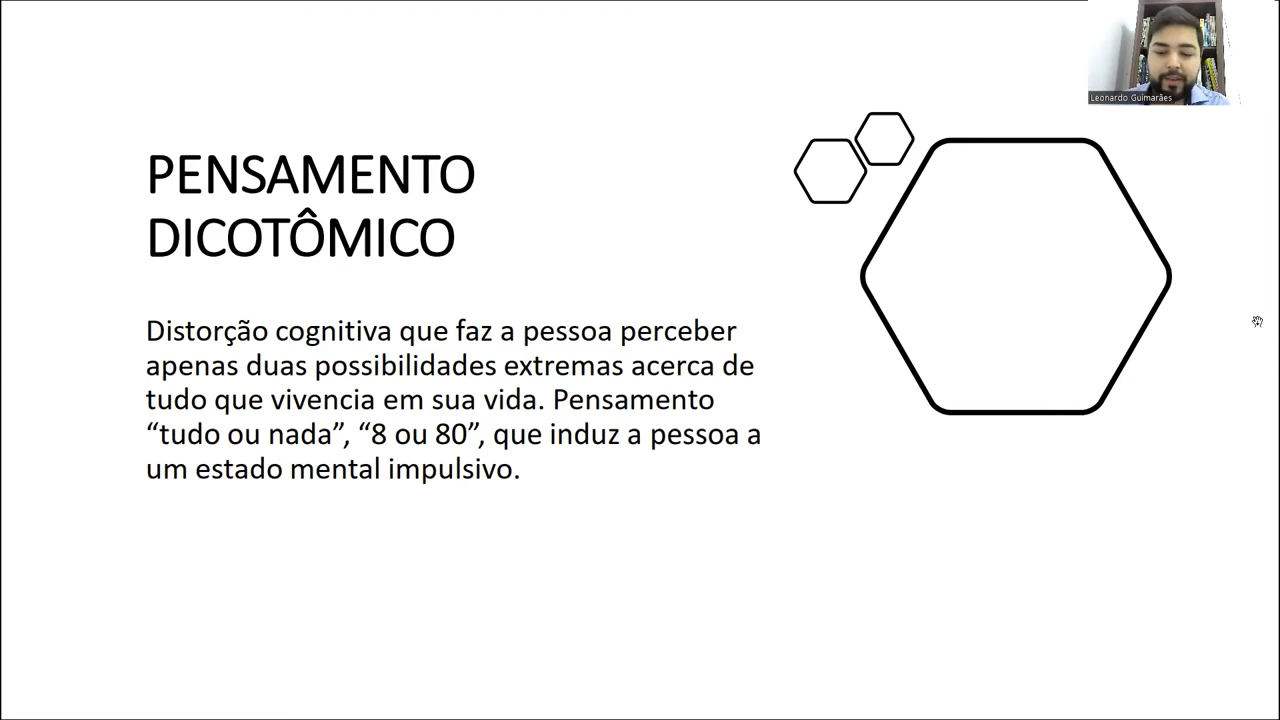 Leonardo Guimarães
PENSAMENTO
DICOTÔMICO
Distorção cognitiva que faz a pessoa perceber
apenas duas possibilidades extremas acerca de
tudo que vivencia em sua vida. Pensamento
“tudo ou nada”, “8 ou 80”, que induz a pessoa a
um estado mental impulsivo.